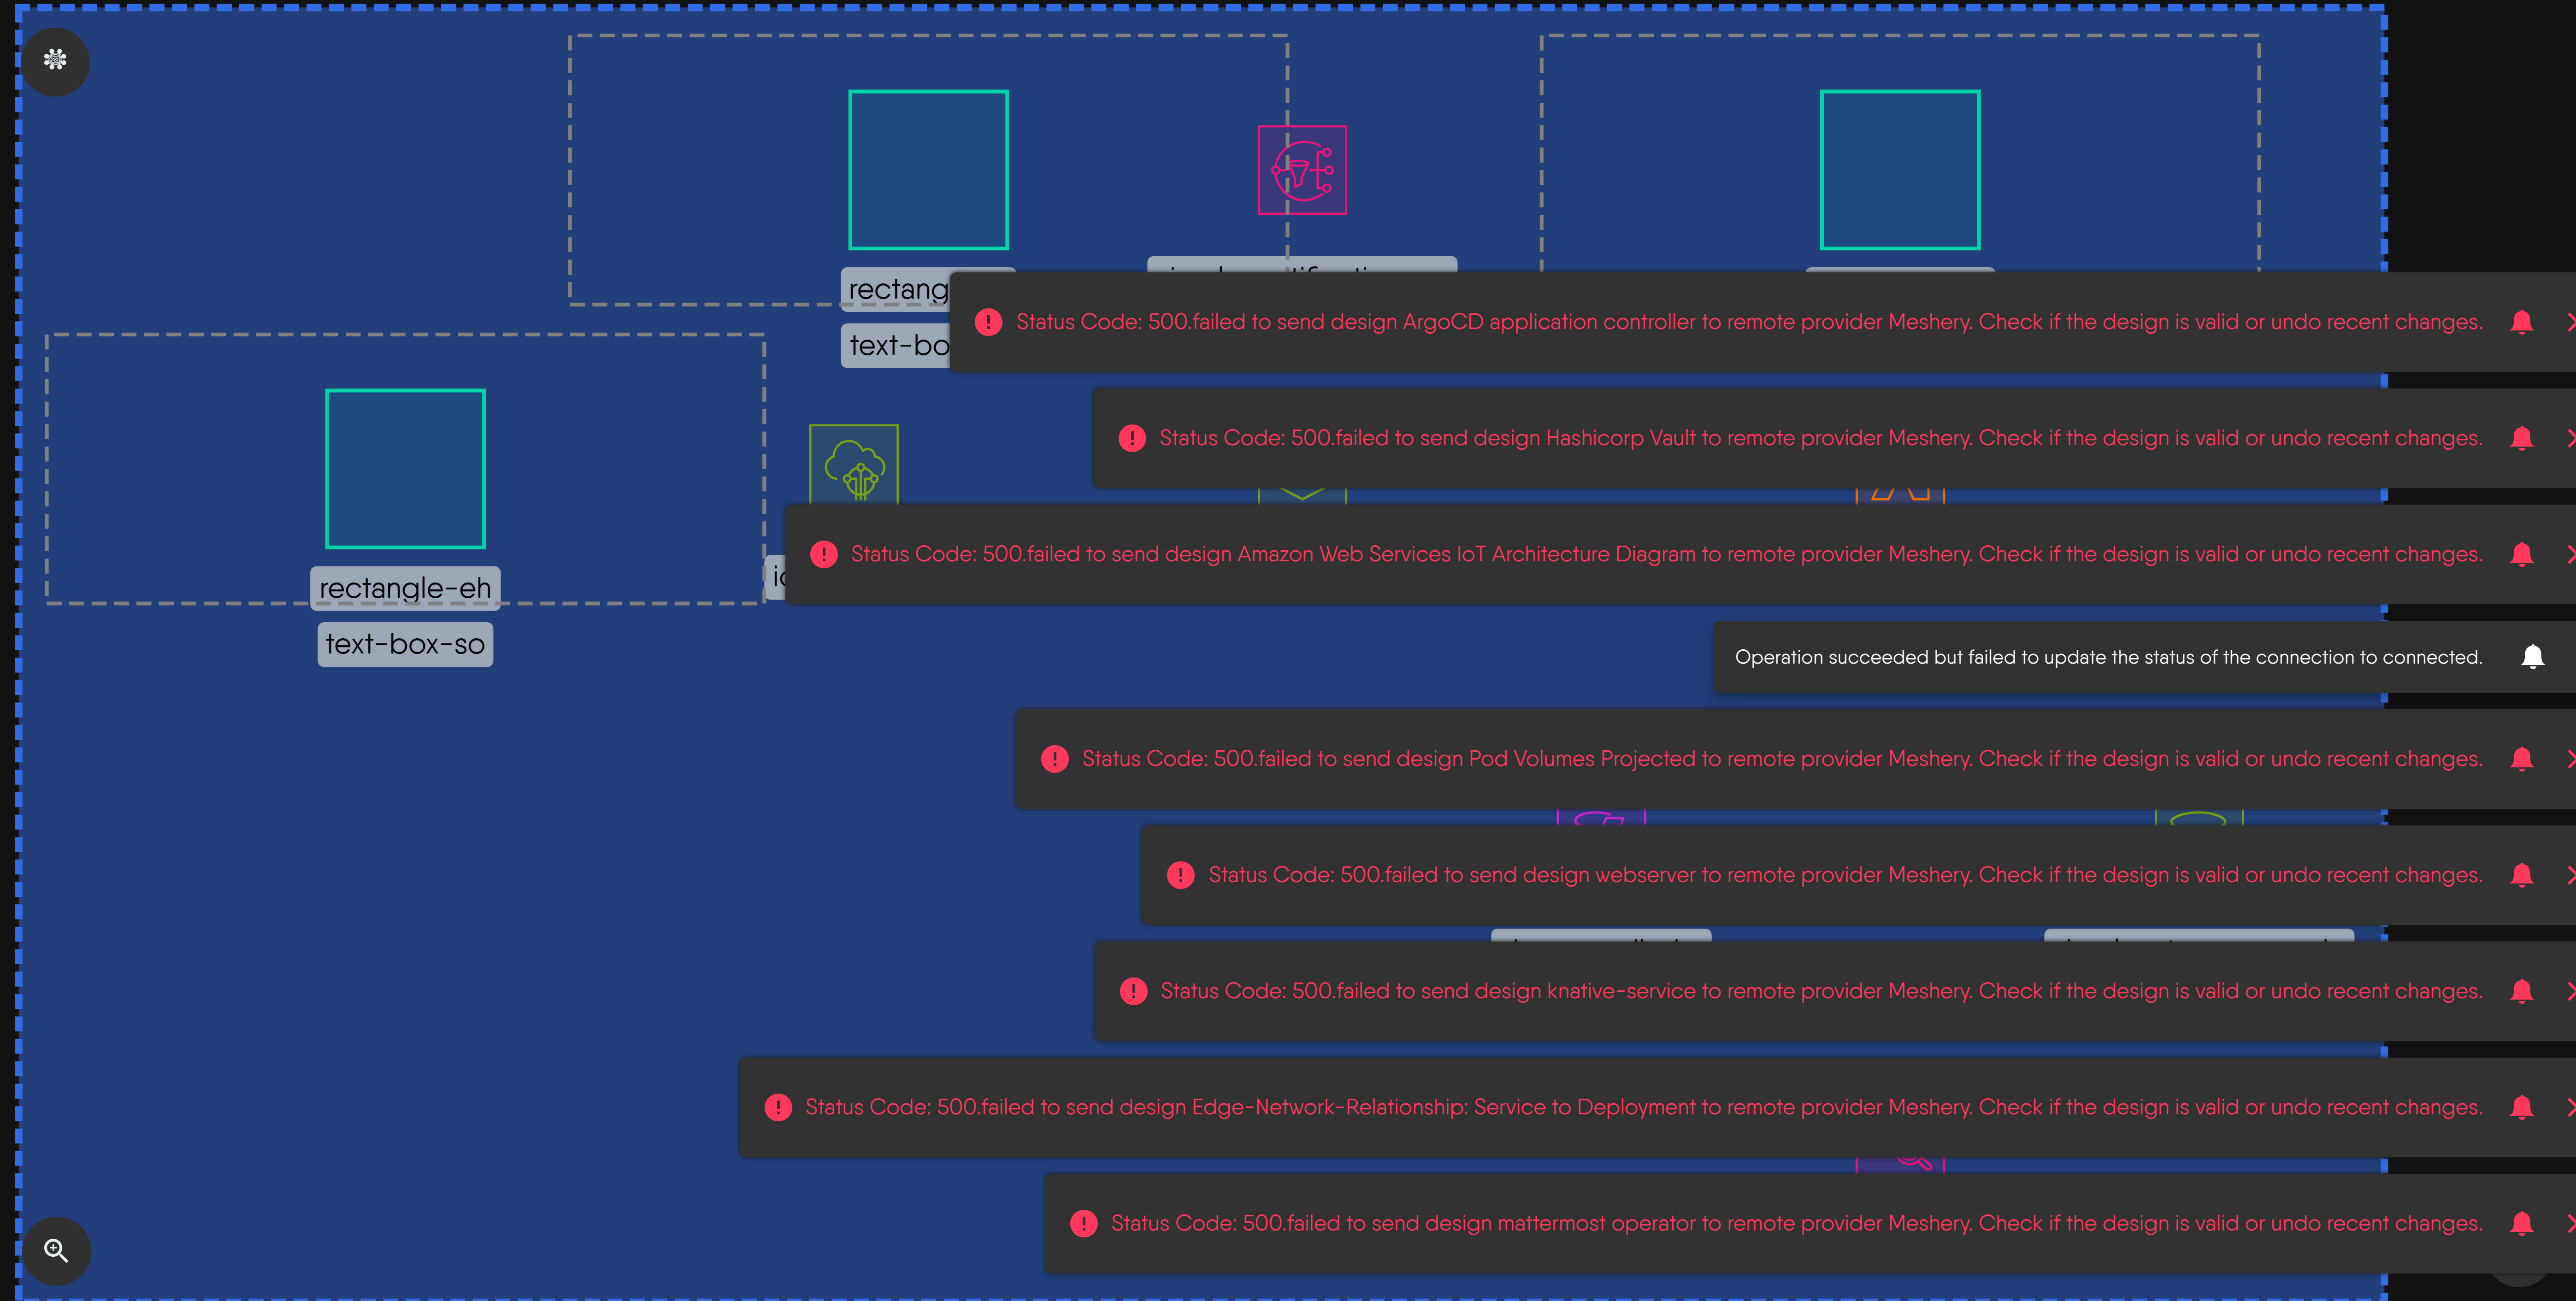 rectang
text-bo
Status Code: 500.failed to send design ArgoCD application controller to remote provider Meshery. Check if the design is valid or undo recent changes.
Status Code: 500.failed to send design Hashicorp Vault to remote provider Meshery. Check if the design is valid or undo recent changes.
Status Code: 500.failed to send design Amazon Web Services IoT Architecture Diagram to remote provider Meshery. Check if the design is valid or undo recent changes.
rectangle-eh
text-box-so
Operation succeeded but failed to update the status of the connection to connected.
Status Code: 500.failed to send design Pod Volumes Projected to remote provider Meshery. Check if the design is valid or undo recent changes.
Status Code: 500.failed to send design webserver to remote provider Meshery. Check if the design is valid or undo recent changes.
Status Code: 500.failed to send design knative-service to remote provider Meshery. Check if the design is valid or undo recent changes.
Status Code: 500.failed to send design Edge-Network-Relationship: Service to Deployment to remote provider Meshery. Check if the design is valid or undo recent changes.
Status Code: 500.failed to send design mattermost operator to remote provider Meshery. Check if the design is valid or undo recent changes.